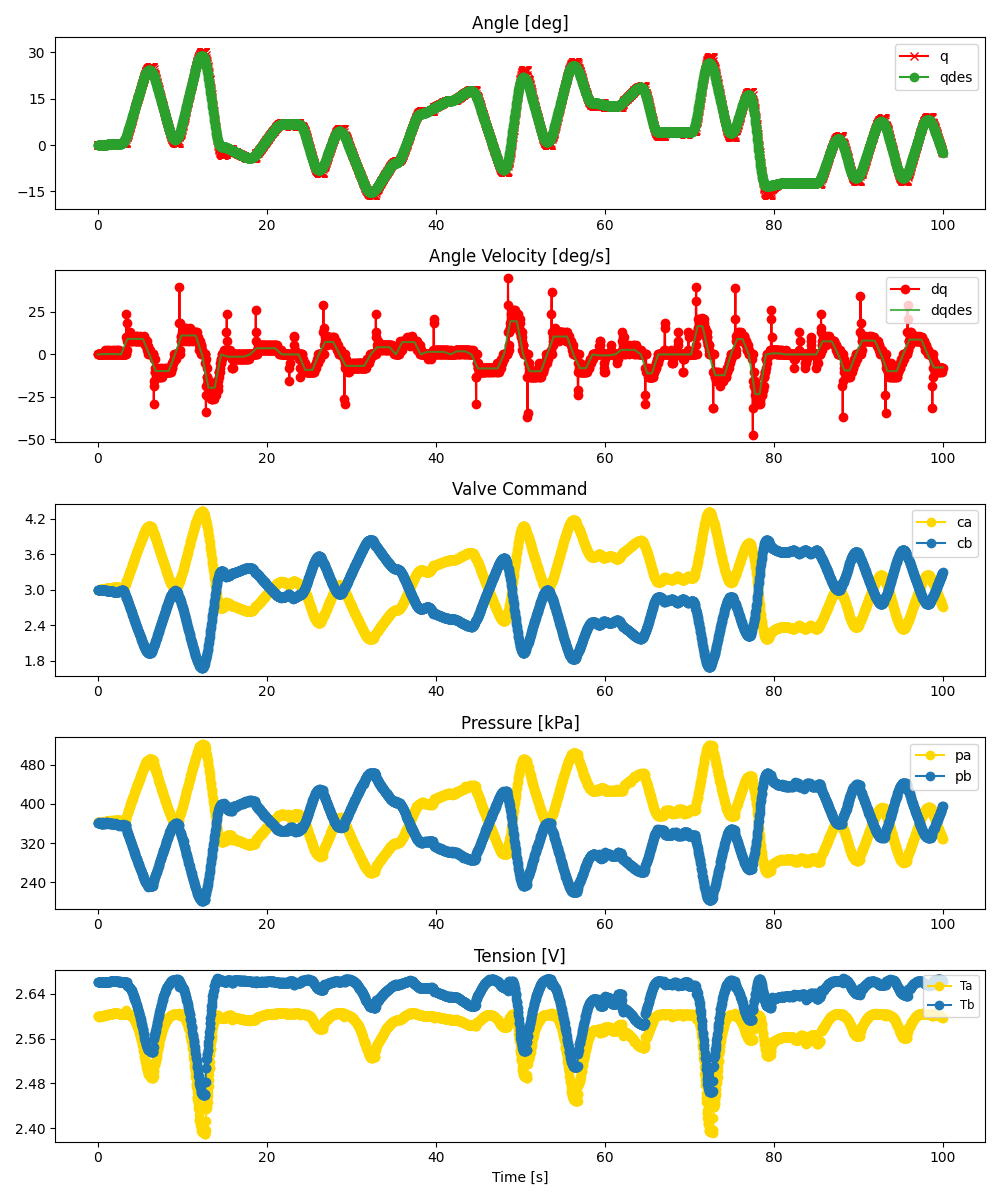 Angle [deg]
30
15
0
−15
q
qdes
0 20 40 60 80 100
Angle Velocity [deg/s]
25
0
−25
−50
dq
dqdes
0 20 40 60 80 100
Valve Command
4.2
3.6
3.0
2.4
1.8
ca
cb
0 20 40 60 80 100
Pressure [kPa]
480
400
320
240
pa
pb
0 20 40 60 80 100
Tension [V]
2.64
2.56
2.48
2.40
Ta
Tb
0 20 40 60 80 100
Time [s]